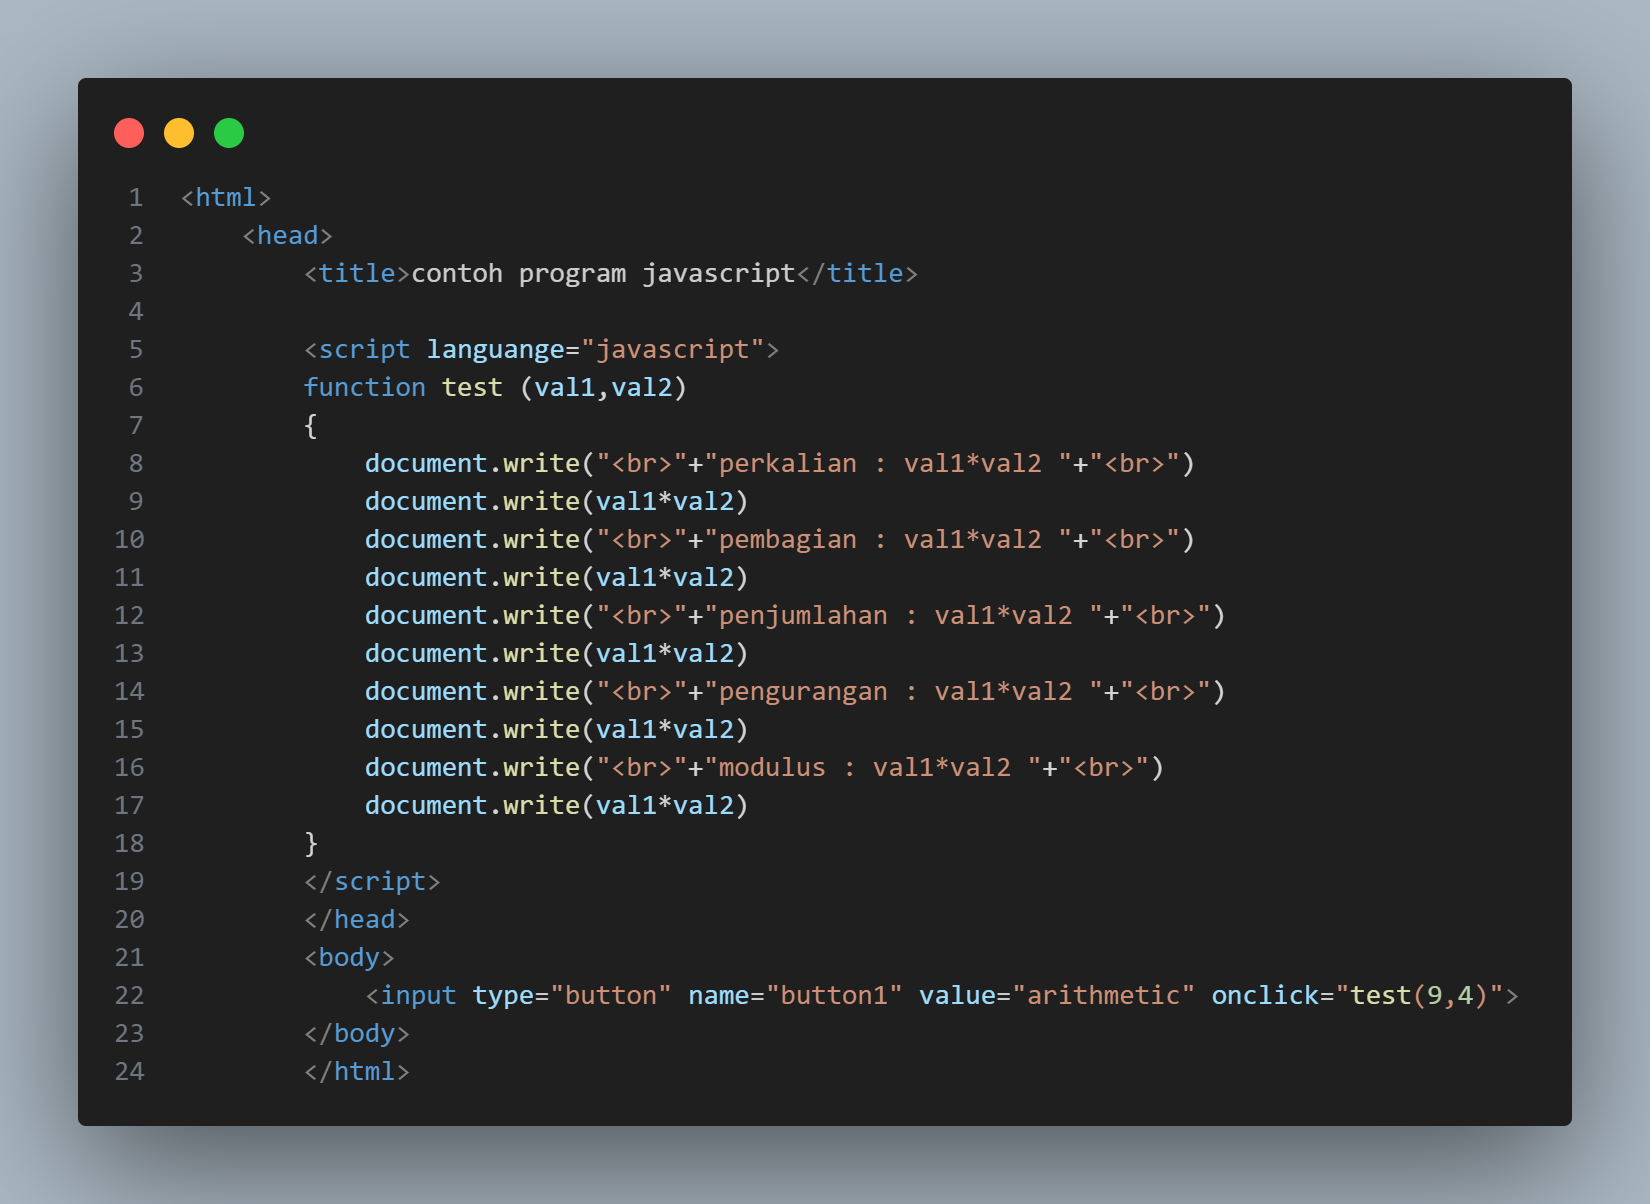 1 <html>
2     <head>
3         <title>contoh program javascript</title>
4
5         <script languange="javascript">
6         function test (val1,val2)
7         {
8             document.write("<br>"+"perkalian : val1*val2 "+"<br>")
9             document.write(val1*val2)
10             document.write("<br>"+"pembagian : val1*val2 "+"<br>")
11             document.write(val1*val2)
12             document.write("<br>"+"penjumlahan : val1*val2 "+"<br>")
13             document.write(val1*val2)
14             document.write("<br>"+"pengurangan : val1*val2 "+"<br>")
15             document.write(val1*val2)
16             document.write("<br>"+"modulus : val1*val2 "+"<br>")
17             document.write(val1*val2)
18         }
19         </script>
20         </head>
21         <body>
22             <input type="button" name="button1" value="arithmetic" onclick="test(9,4)">
23         </body>
24         </html>